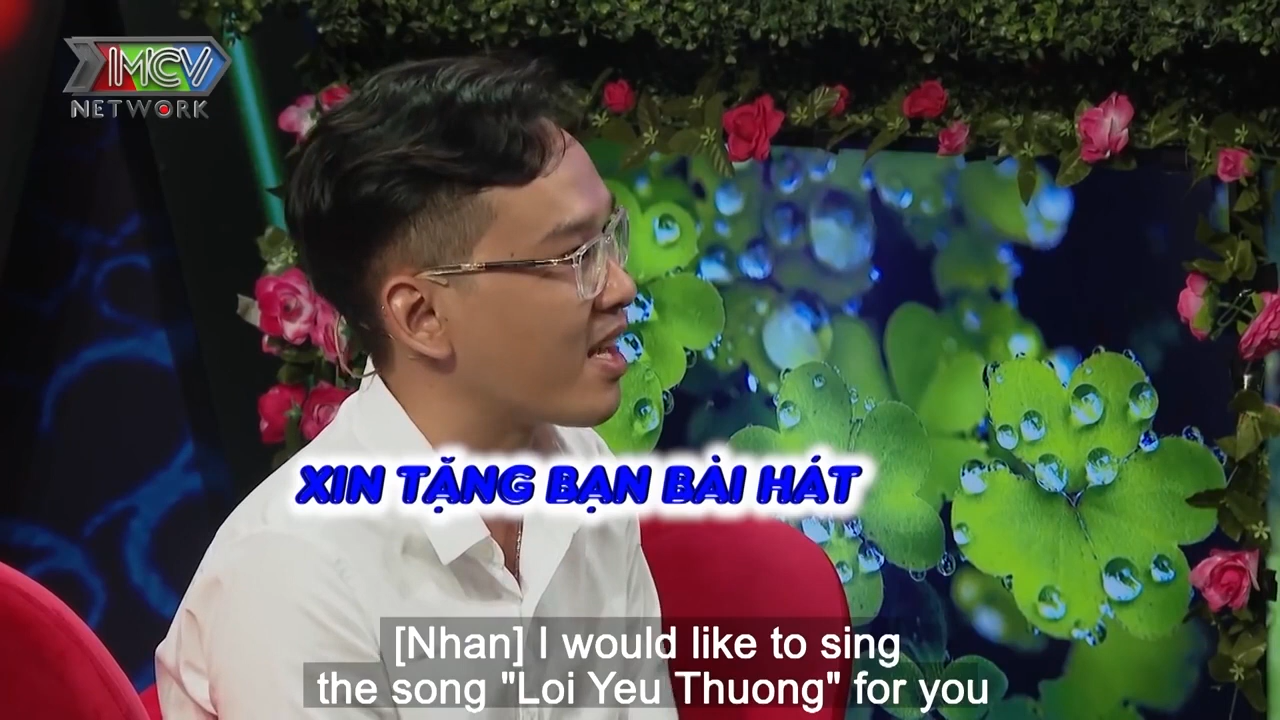 MCV
NETWORK
XIN TẶNG BẠN BÀI HÁT
[Nhan] I would like to sing
the song "Loi Yeu Thuong" for you